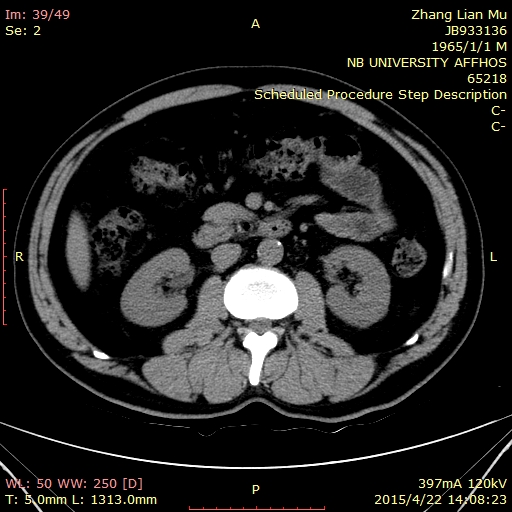 Im: 39/49
Se: 2
A
Zhang Lian Mu
JB933136
1965/1/1 M
NB UNIVERSITY AFFHOS
65218
Scheduled Procedure Step Description
C-
C-
R
L
WL: 50 WW: 250 [D]
T: 5.0mm L: 1313.0mm
P
397mA 120kV
2015/4/22 14:08:23